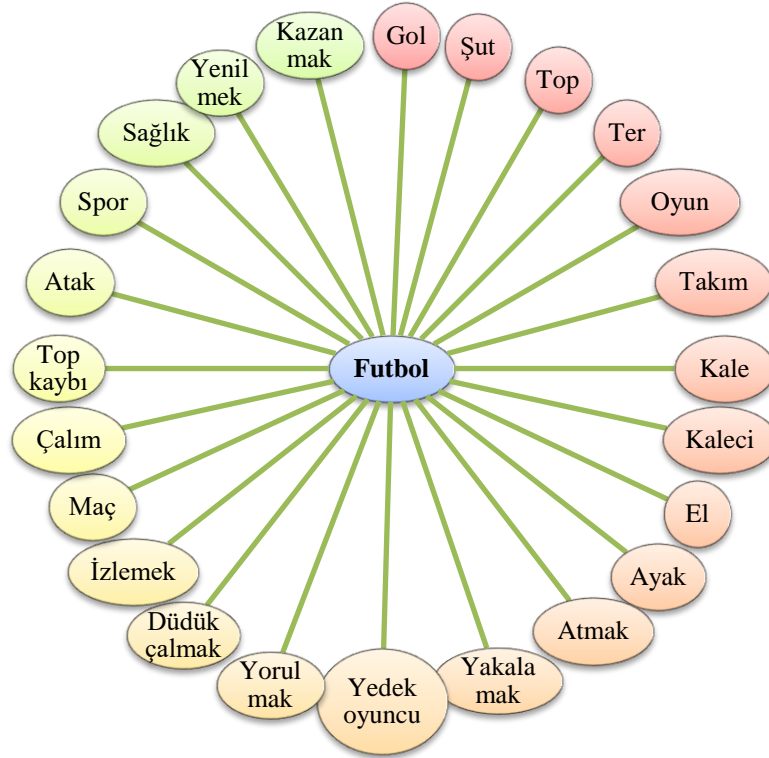 Gol
Şut
Top
Ter
Oyun
Takım
Kale
Kaleci
El
Ayak
Atmak
Yakala
mak
Yedek
oyuncu
Yorul
mak
Düdük
çalmak
İzlemek
Maç
Çalım
Top
kaybı
Atak
Spor
Sağlık
Yenil
mek
Kazan
mak
Futbol